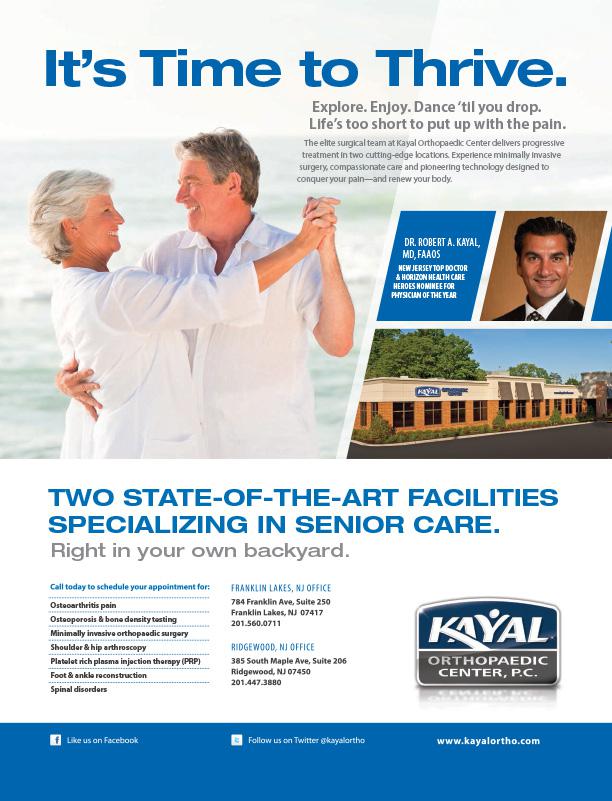 It's Time to Thrive.
Explore. Enjoy. Dance 'til you drop.
Life's too short to put up with the pain.
The elite surgical team at Kayal Orthopaedic Center delivers progressive
treatment in two cutting-edge locations. Experience minimally invasive
surgery, compassionate care and pioneering technology designed to
conquer your pain—and renew your body.
DR. ROBERT A. KAYAL,
MD, FAAOS
NEW JERSEY TOP DOCTOR
& HORIZON HEALTH CARE
HEROES NOMINEE FOR
PHYSICIAN OF THE YEAR
KAYAL
TWO STATE-OF-THE-ART FACILITIES
SPECIALIZING IN SENIOR CARE.
Right in your own backyard.
Call today to schedule your appointment for:
Osteoarthritis pain
Osteoporosis & bone density testing
Minimally invasive orthopaedic surgery
Shoulder & hip arthroscopy
Platelet rich plasma injection therapy (PRP)
Foot & ankle reconstruction
Spinal disorders
FRANKLIN LAKES, NJ OFFICE
784 Franklin Ave, Suite 250
Franklin Lakes, NJ 07417
201.560.0711
RIDGEWOOD, NJ OFFICE
385 South Maple Ave, Suite 206
Ridgewood, NJ 07450
201.447.3880
KAYAL®
ORTHOPAEDIC
CENTER, P.C.
Like us on Facebook
Follow us on Twitter @kayalortho
www.kayalortho.com